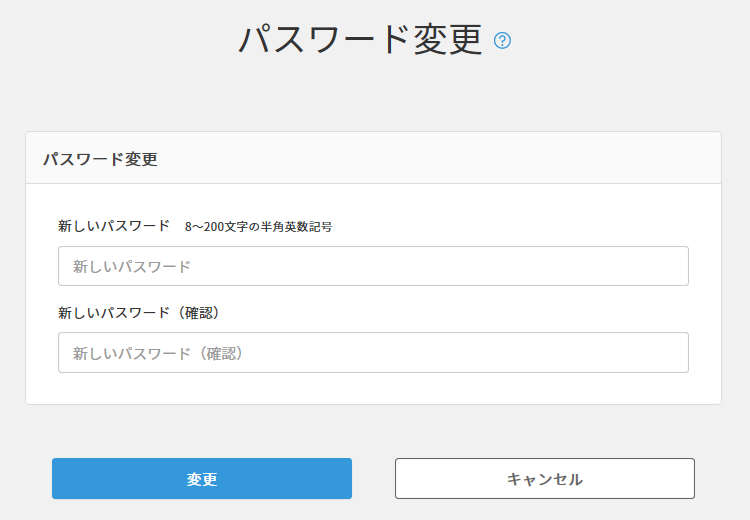 パスワード変更 ?
パスワード変更
新しいパスワード 8～200文字の半角英数記号
新しいパスワード
新しいパスワード（確認）
新しいパスワード（確認）
変更 キャンセル